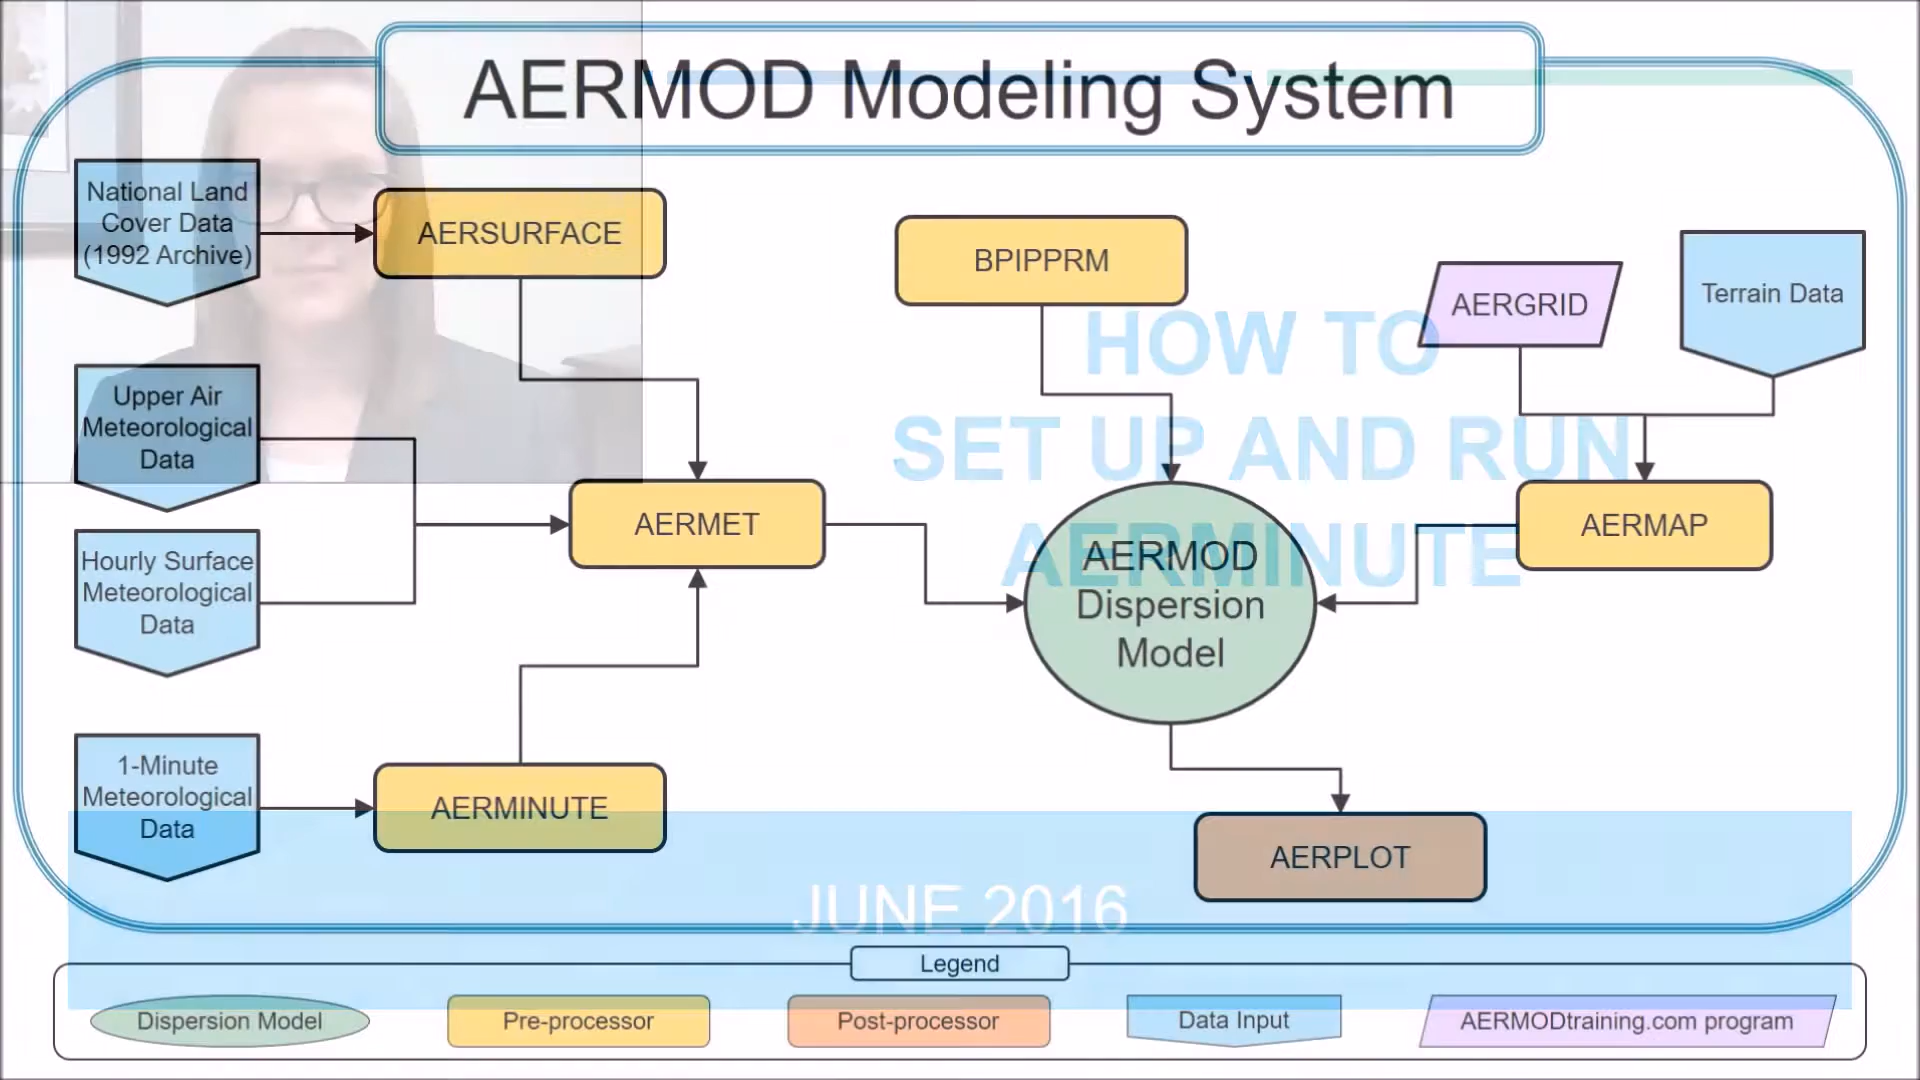 AERMOD Modeling System
National Land
Cover Data
(1992 Archive)
AERSURFACE
BPIPPRM
AERGRID
Terrain Data
HOW TO
SET UP AND RUN
AERMINUTE
Upper Air
Meteorological
Data
AERMET
AERMOD
Dispersion
Model
AERMAP
Hourly Surface
Meteorological
Data
1-Minute
Meteorological
Data
AERMINUTE
AERPLOT
JUNE 2016
Legend
Dispersion Model
Pre-processor
Post-processor
Data Input
AERMODtraining.com program